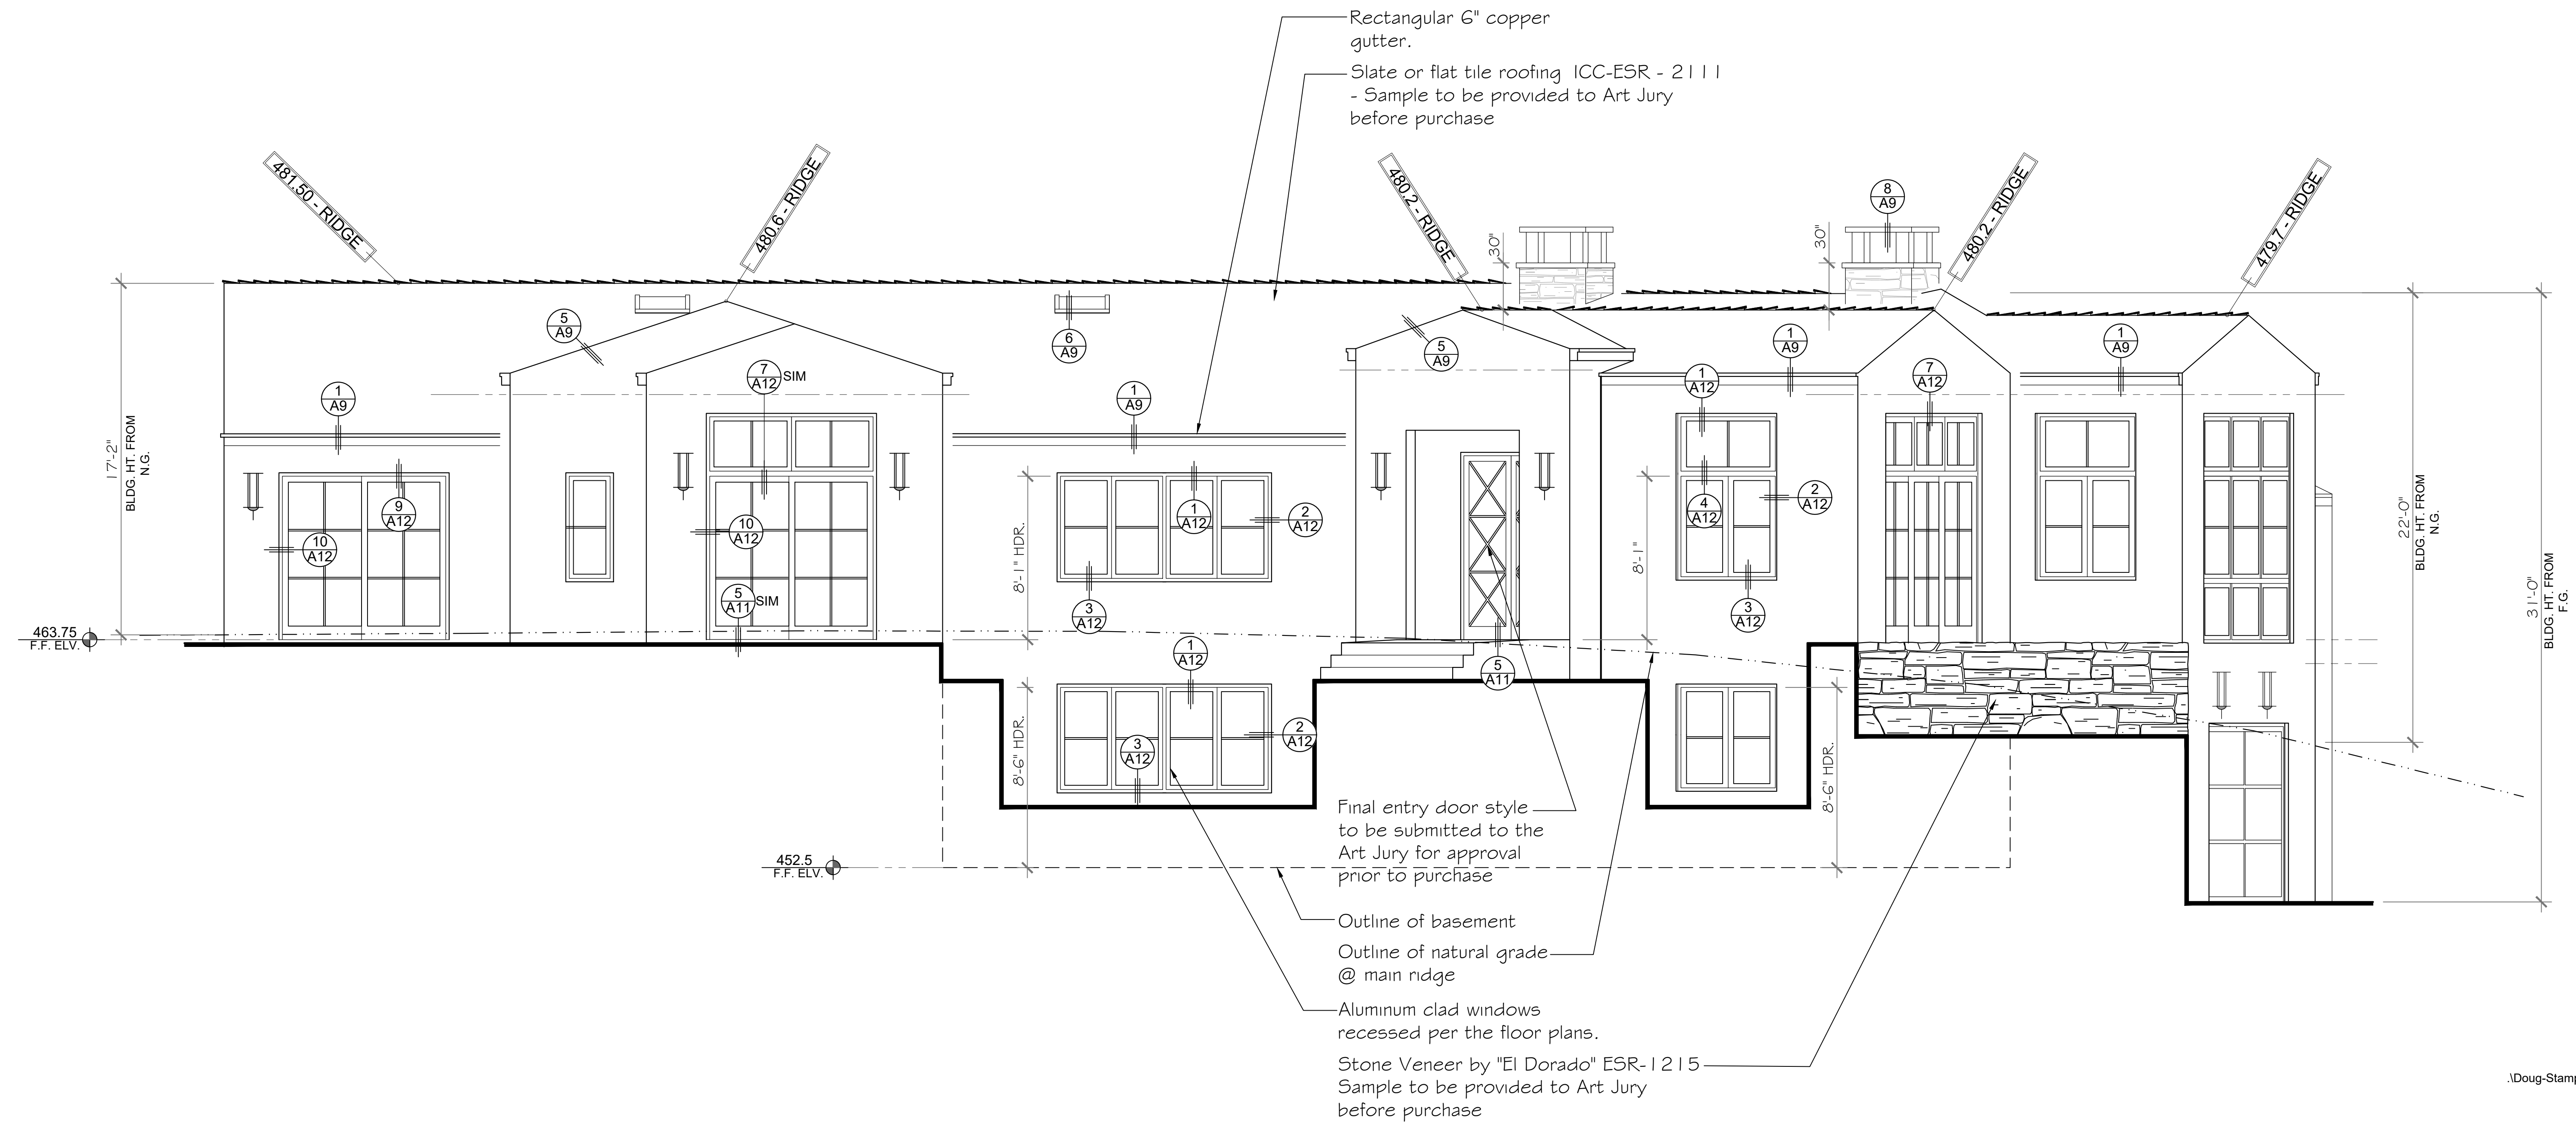 Rectangular 6" copper
gutter.
Slate or flat tile roofing ICC-ESR - 2111
- Sample to be provided to Art Jury
before purchase
481.50 - RIDGE
480.6 - RIDGE
480.2 - RIDGE
480.2 - RIDGE
479.7 - RIDGE
8
A9
30"
30"
5
A9
6
A9
5
A9
1
A9
1
A9
1
A9
1
A9
1
A9
7
A12
SIM
1
A12
7
A12
17'-2"
BLDG. HT. FROM
N.G.
9
A12
10
A12
10
A12
1
A12
2
A12
4
A12
2
A12
8'-1" HDR.
8'-1"
22'-0"
BLDG. HT. FROM
N.G.
31'-0"
BLDG. HT. FROM
F.G.
5
A11
SIM
3
A12
3
A12
463.75
F.F. ELV.
1
A12
5
A11
8'-6" HDR.
3
A12
2
A12
8'-6" HDR.
452.5
F.F. ELV.
Final entry door style
to be submitted to the
Art Jury for approval
prior to purchase
Outline of basement
Outline of natural grade
@ main ridge
Aluminum clad windows
recessed per the floor plans.
Stone Veneer by "El Dorado" ESR-1215
Sample to be provided to Art Jury
before purchase
.\Doug-Stamp